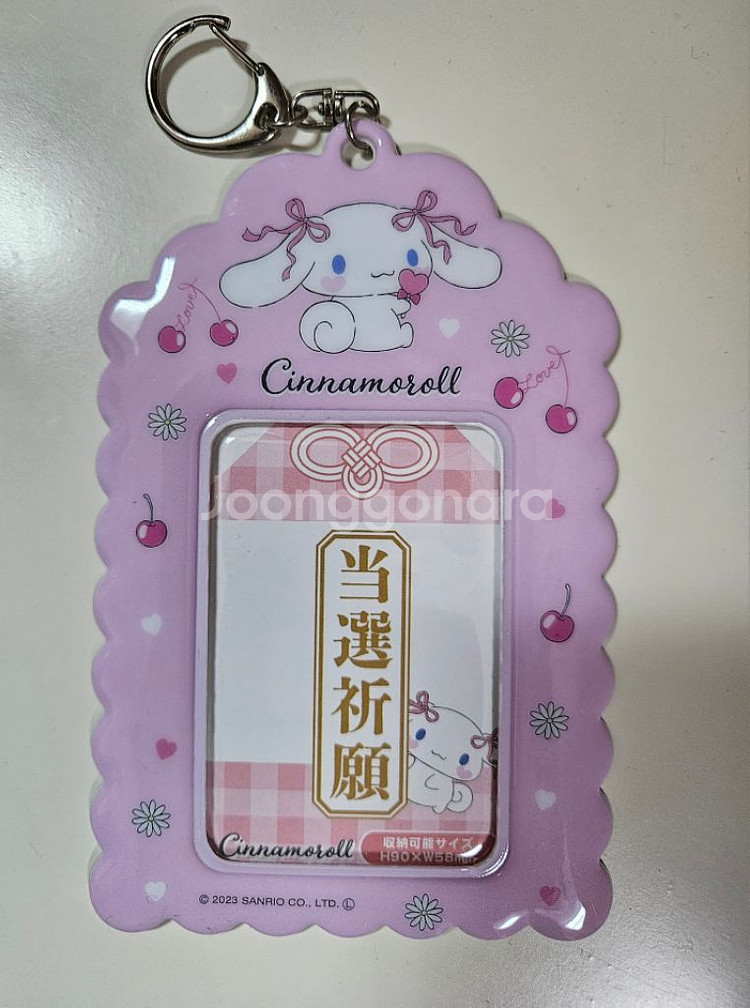 Love
Love
Cinnamoroll
Joonggonara
当選祈願
Cinnamoroll
収納可能サイズ
H90×W58mm
© 2023 SANRIO CO., LTD. Ⓛ